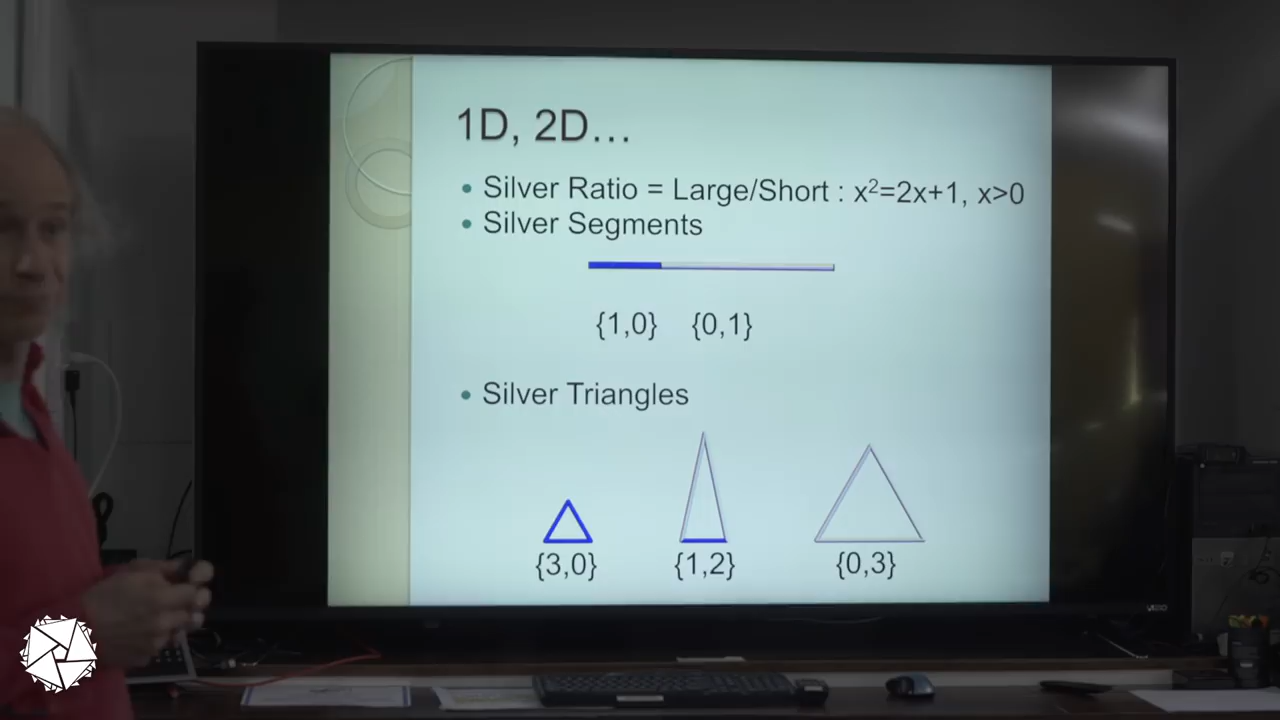 1D, 2D...
• Silver Ratio = Large/Short : x²=2x+1, x>0
• Silver Segments
{1,0} {0,1}
• Silver Triangles
{3,0} {1,2} {0,3}
VIZIO